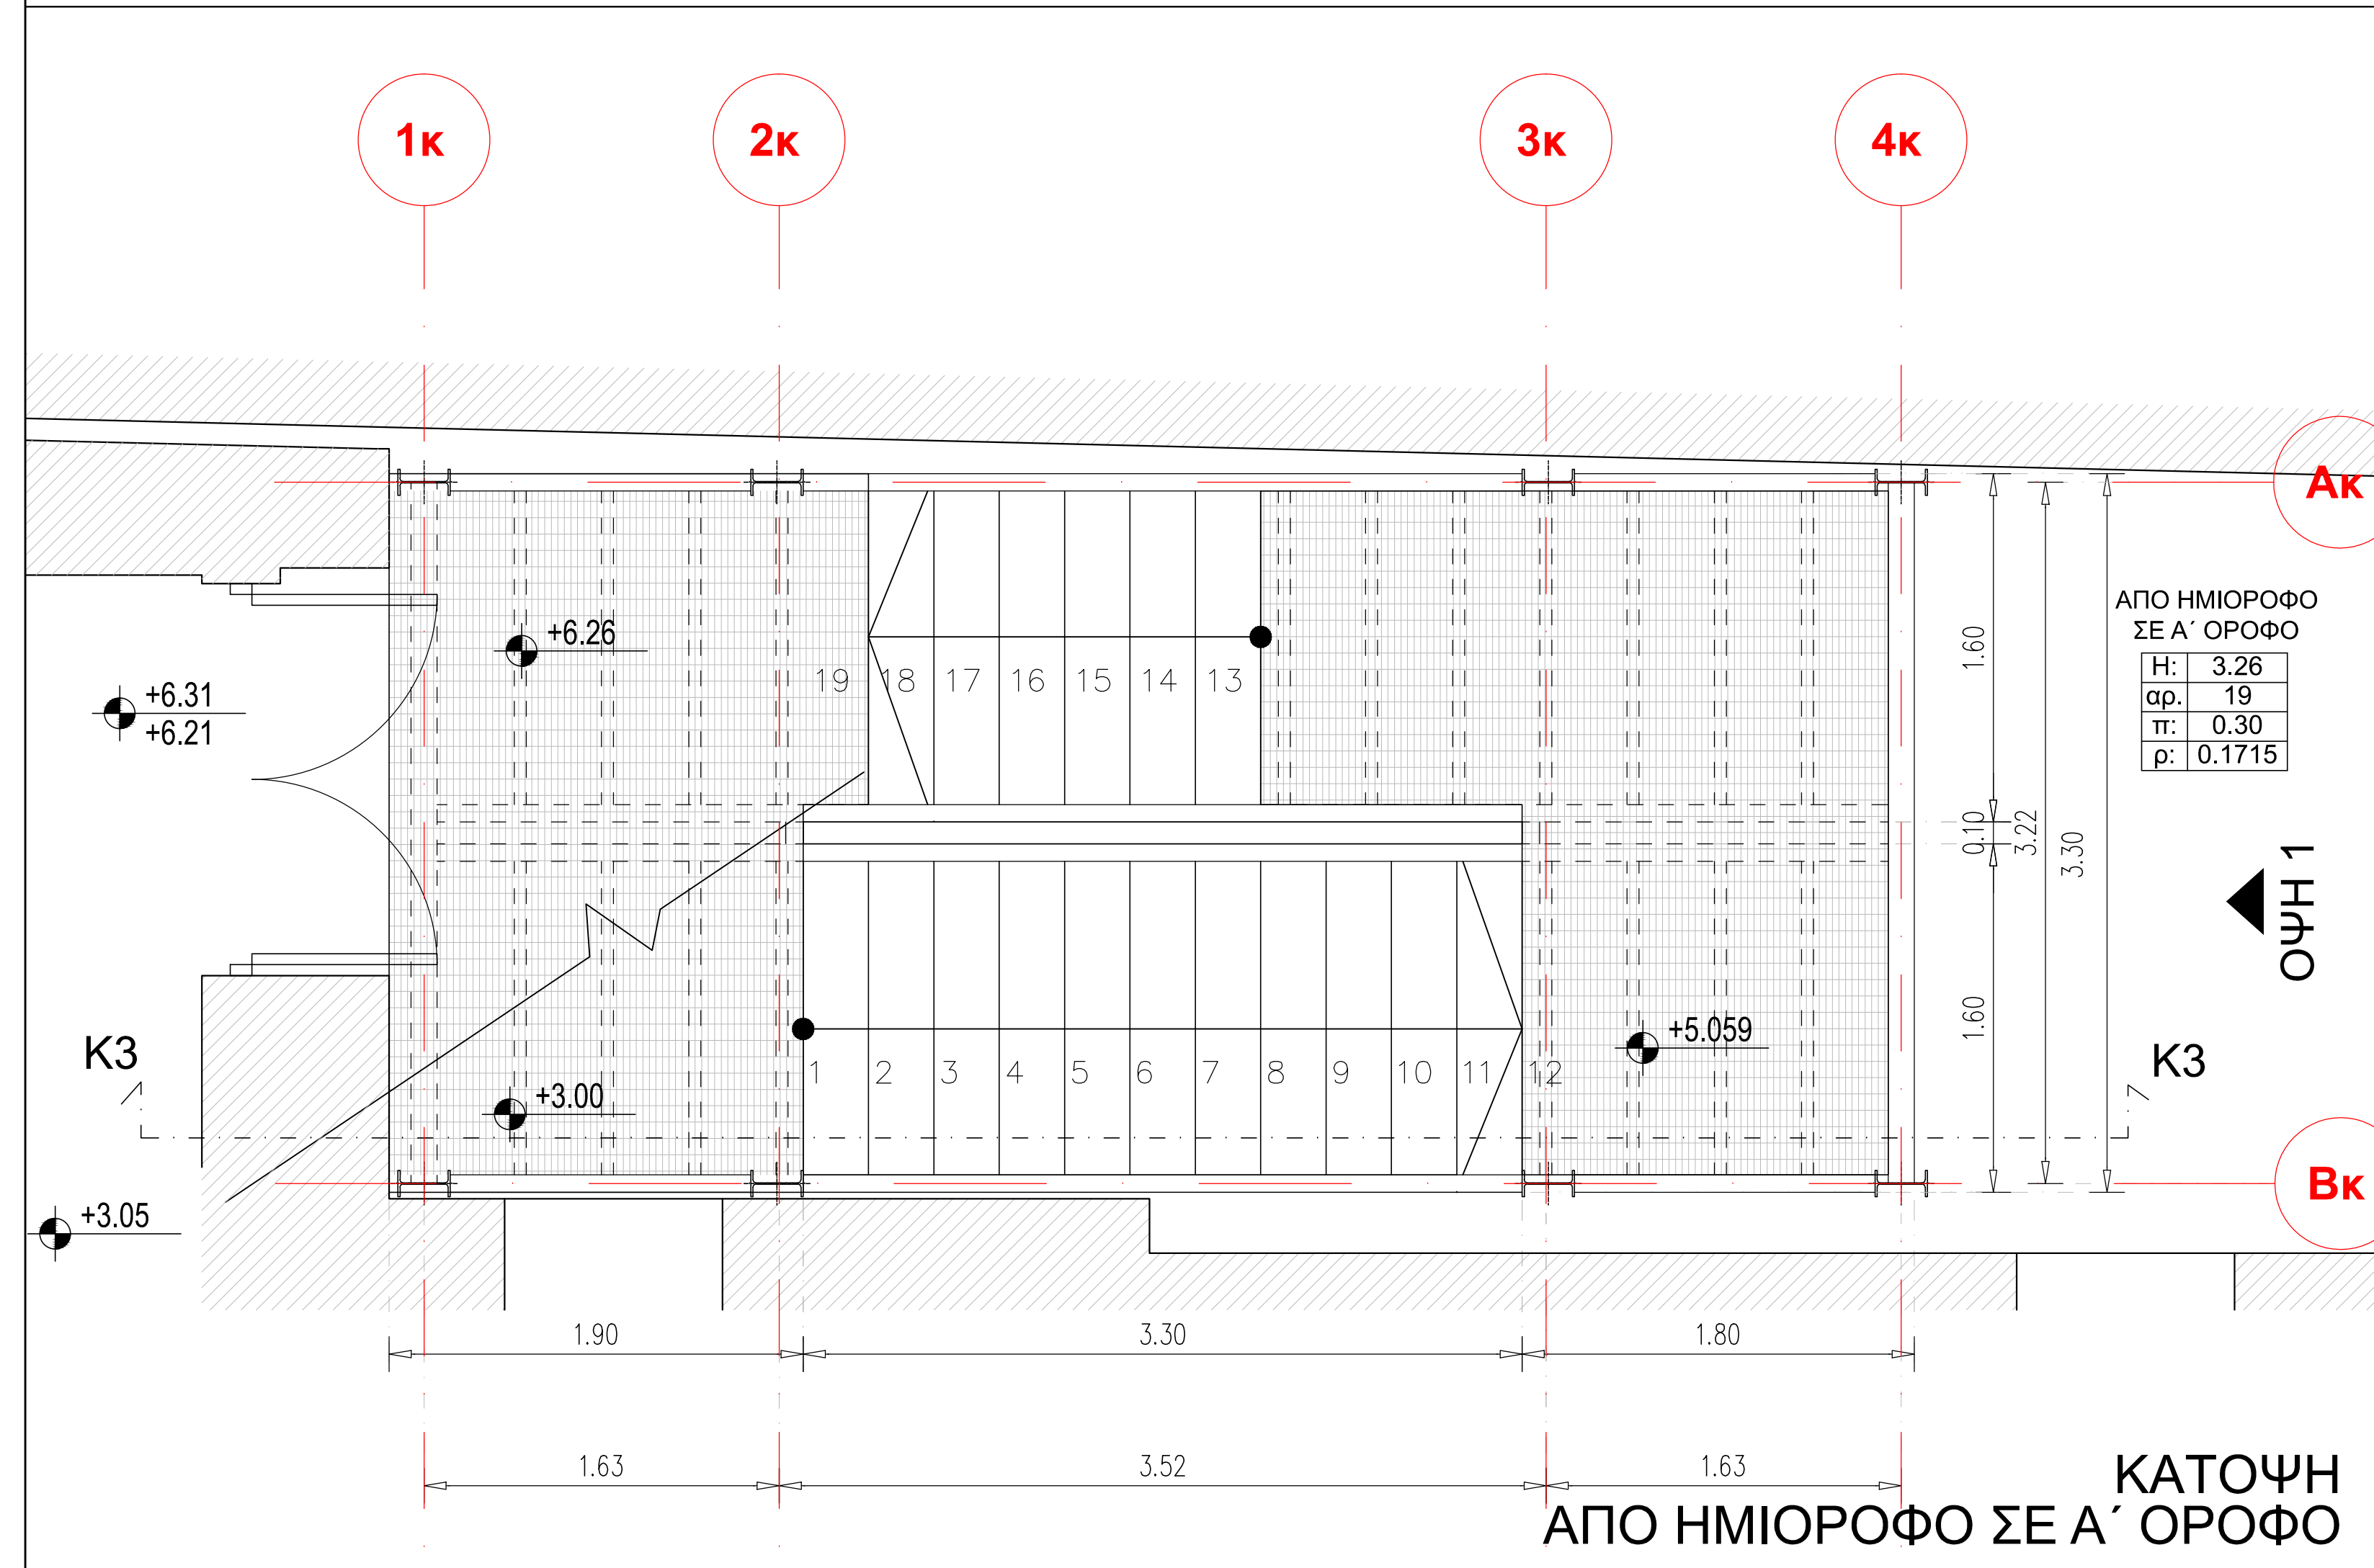 1κ
2κ
3κ
4κ
Ακ
ΑΠΟ ΗΜΙΟΡΟΦΟ
ΣΕ Α΄ ΟΡΟΦΟ
Η: 3.26
αρ. 19
π: 0.30
ρ: 0.1715
+6.26
+6.31
+6.21
19 18 17 16 15 14 13
1.60
0.10
3.22
3.30
1.60
ΟΨΗ 1
+5.059
K3
K3
1 2 3 4 5 6 7 8 9 10 11 12
+3.00
+3.05
Βκ
1.90
3.30
1.80
1.63
3.52
1.63
ΚΑΤΟΨΗ
ΑΠΟ ΗΜΙΟΡΟΦΟ ΣΕ Α΄ ΟΡΟΦΟ